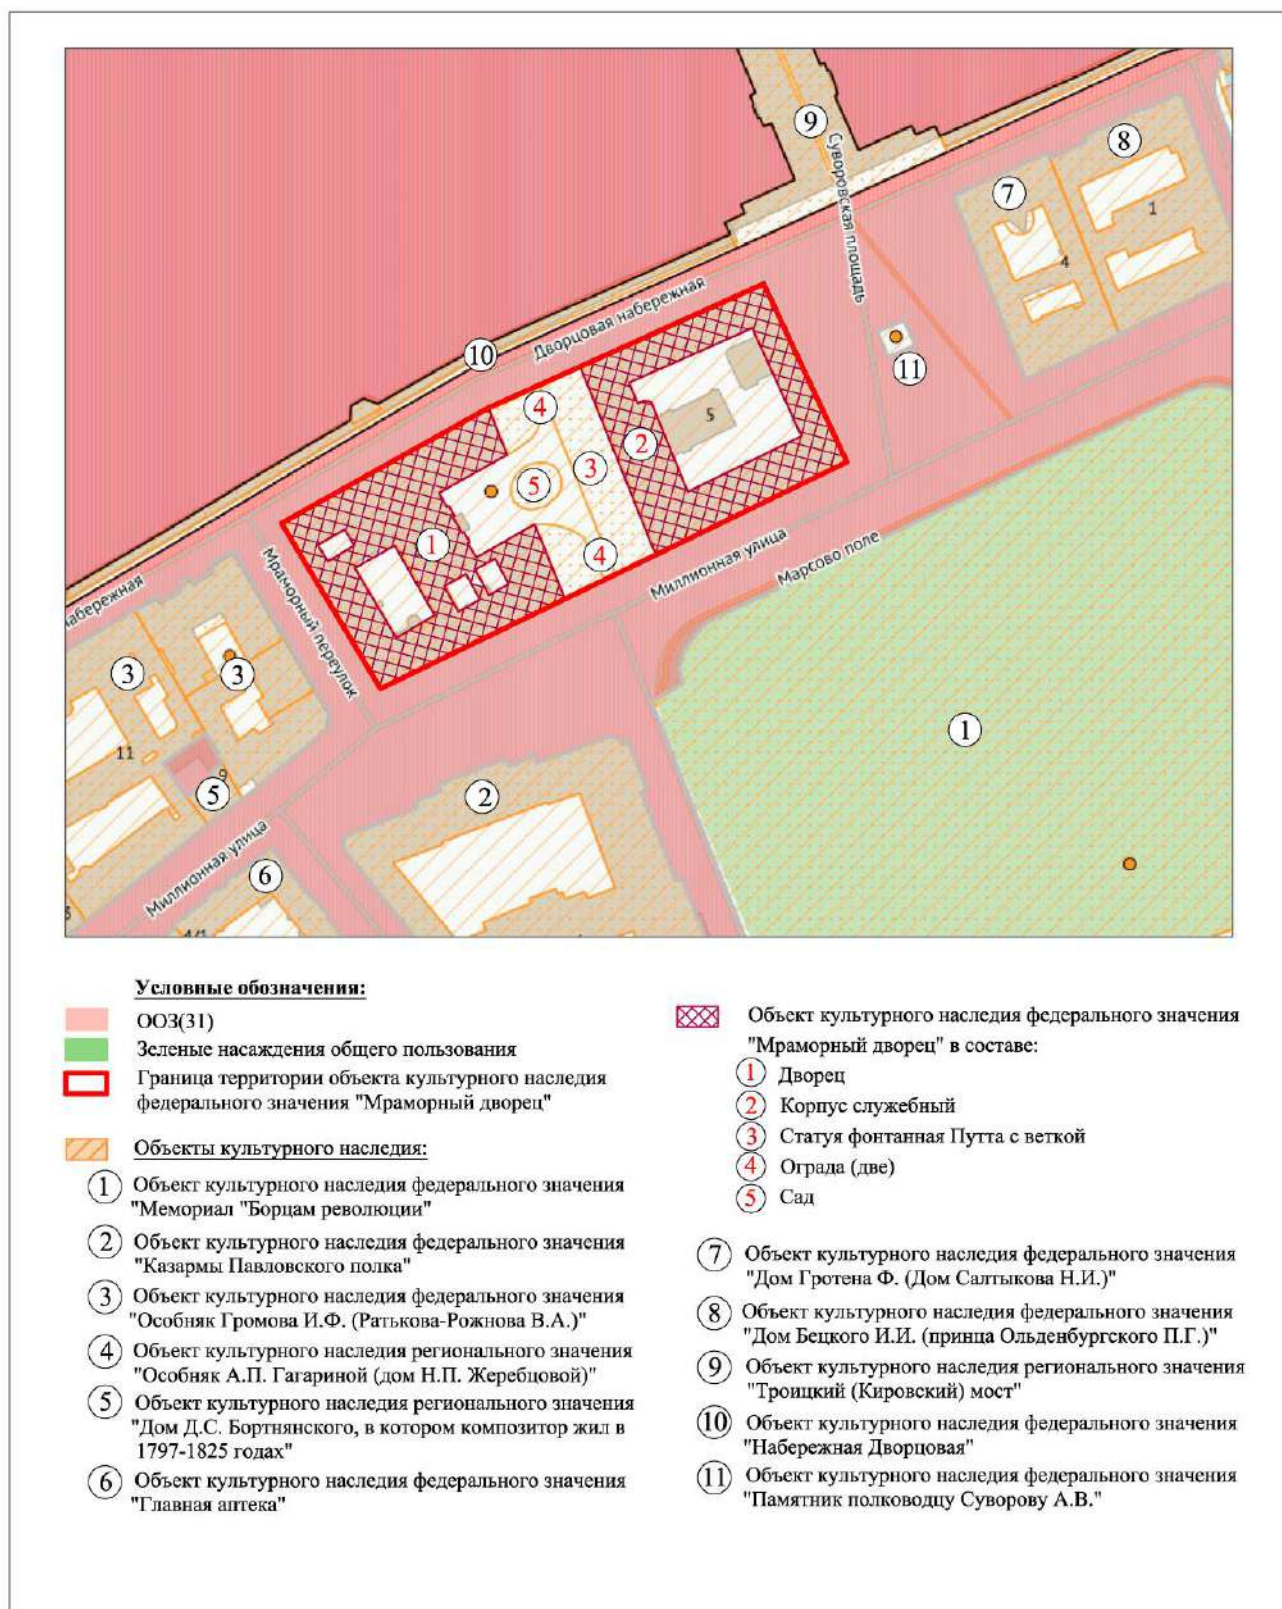 9
8
Суворовская площадь
7
1
4
Дворцовая набережная
10
11
4
5
2
3
5
1
4
Миллионная улица
Марсово поле
набережная
Мраморный переулок
3
3
1
11
9
5
2
Миллионная улица
6
Условные обозначения:
ООЗ(31)
Зеленые насаждения общего пользования
Граница территории объекта культурного наследия
федерального значения "Мраморный дворец"
Объекты культурного наследия:
1 Объект культурного наследия федерального значения
"Мемориал "Борцам революции"
2 Объект культурного наследия федерального значения
"Казармы Павловского полка"
3 Объект культурного наследия федерального значения
"Особняк Громова И.Ф. (Ратькова-Рожнова В.А.)"
4 Объект культурного наследия регионального значения
"Особняк А.П. Гагариной (дом Н.П. Жеребцовой)"
5 Объект культурного наследия регионального значения
"Дом Д.С. Бортнянского, в котором композитор жил в
1797-1825 годах"
6 Объект культурного наследия федерального значения
"Главная аптека"
Объект культурного наследия федерального значения
"Мраморный дворец" в составе:
1 Дворец
2 Корпус служебный
3 Статуя фонтанная Путта с веткой
4 Ограда (две)
5 Сад
7 Объект культурного наследия федерального значения
"Дом Гротена Ф. (Дом Салтыкова Н.И.)"
8 Объект культурного наследия федерального значения
"Дом Бецкого И.И. (принца Ольденбургского П.Г.)"
9 Объект культурного наследия регионального значения
"Троицкий (Кировский) мост"
10 Объект культурного наследия федерального значения
"Набережная Дворцовая"
11 Объект культурного наследия федерального значения
"Памятник полководцу Суворову А.В."